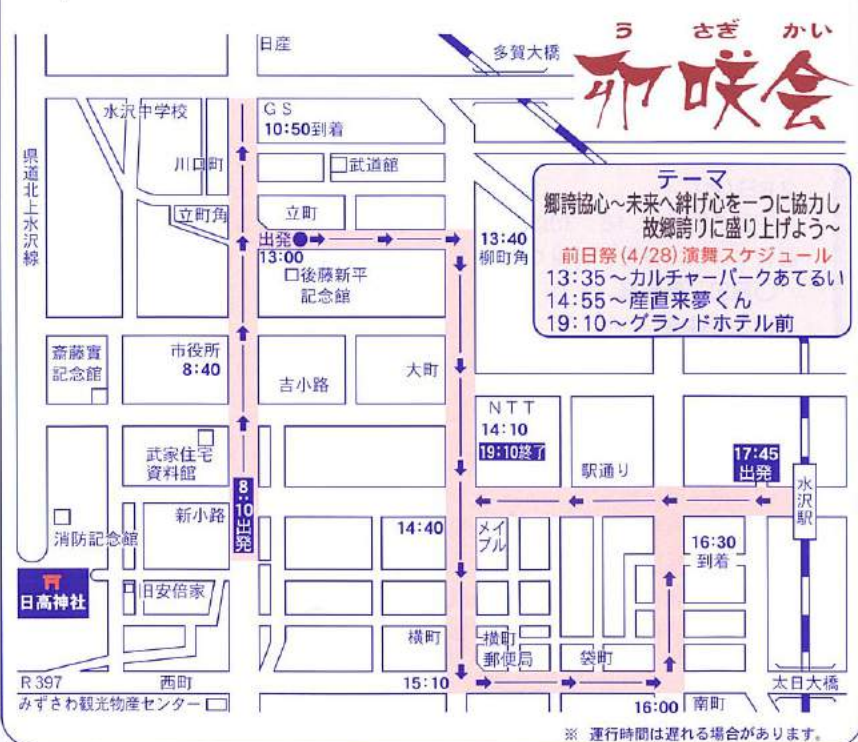 う さぎ かい
卯咲会
日産
多賀大橋
水沢中学校
GS
10:50到着
県道北上水沢線
川口町
武道館
立町角
立町
出発
13:00
13:40
柳町角
後藤新平
記念館
テーマ
郷誇協心～未来へ絆げ心を一つに協力し
故郷誇りに盛り上げよう～
前日祭(4/28)演舞スケジュール
13:35～カルチャーパークあてるい
14:55～産直来夢くん
19:10～グランドホテル前
斎藤實
記念館
市役所
8:40
吉小路
大町
NTT
14:10
19:10終了
武家住宅
資料館
駅通り
17:45
出発
水沢駅
8:10出発
新小路
消防記念館
14:40
メイプル
16:30
到着
日高神社
旧安倍家
横町
横町
郵便局
袋町
R397
西町
15:10
太日大橋
みずさわ観光物産センター
16:00
南町
※ 運行時間は遅れる場合があります。